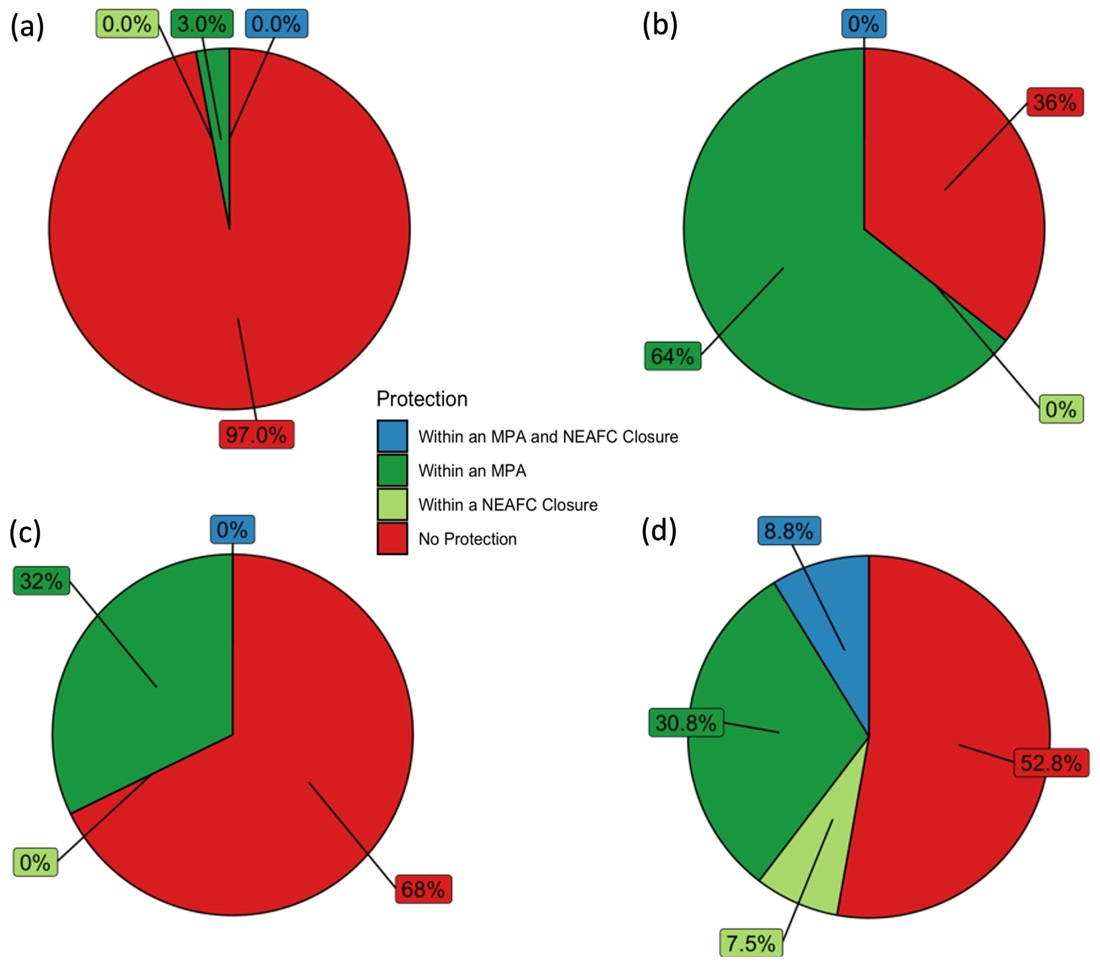 (a)
0.0%
3.0%
0.0%
97.0%
(b)
0%
36%
64%
0%
Protection
Within an MPA and NEAFC Closure
Within an MPA
Within a NEAFC Closure
No Protection
(c)
0%
32%
0%
68%
(d)
8.8%
30.8%
52.8%
7.5%